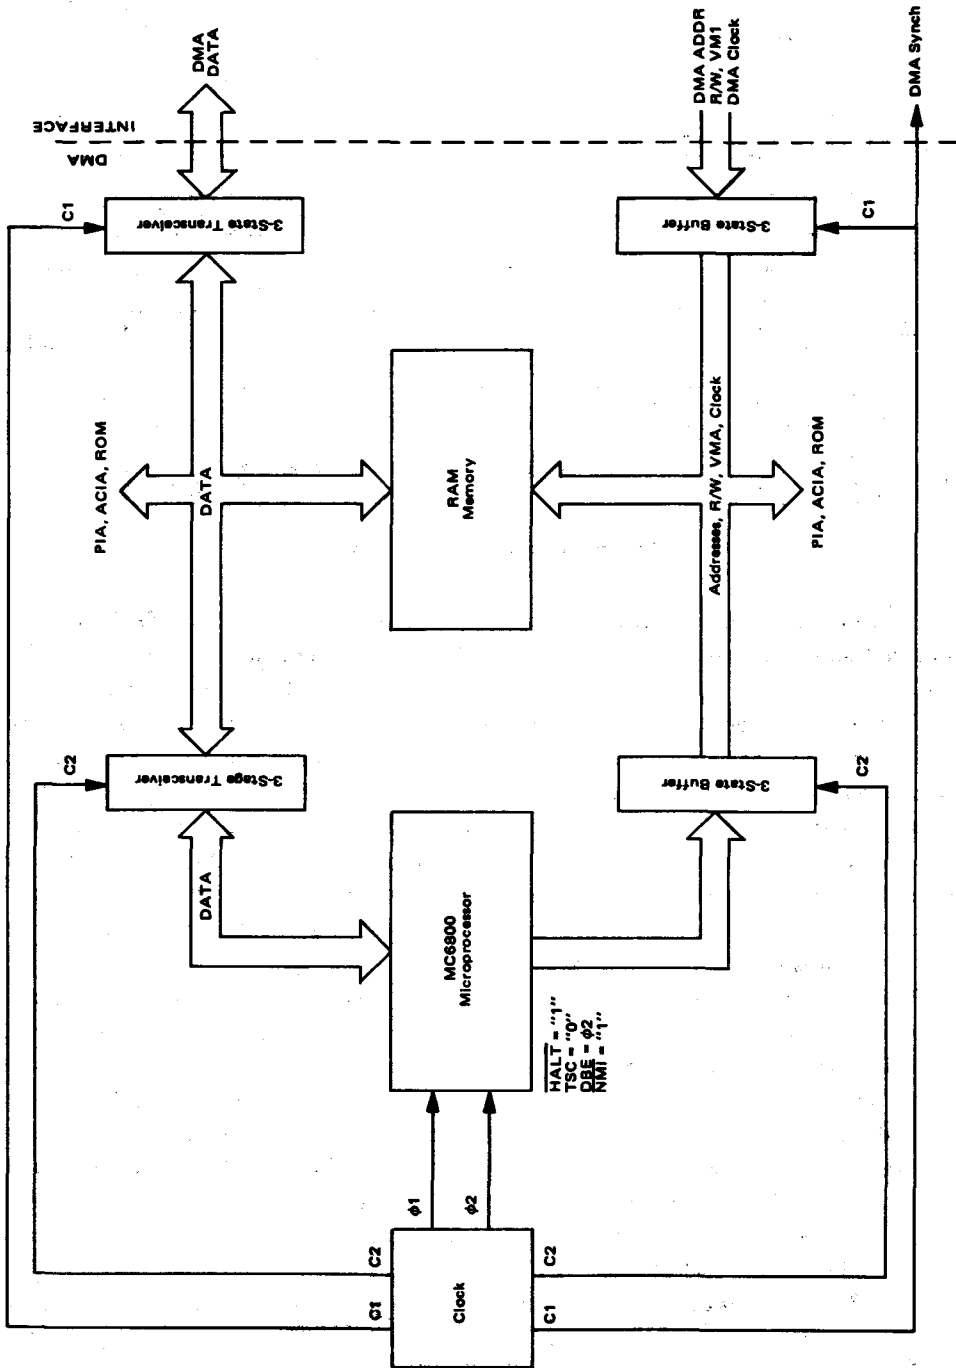 DMA
INTERFACE
DMA
DATA
DMA ADDR
R/W, VM1
DMA Clock
DMA Synch
C1
3-State Transceiver
3-State Buffer
C1
PIA, ACIA, ROM
DATA
RAM
Memory
Addresses, R/W, VMA, Clock
PIA, ACIA, ROM
C2
3-Stage Transceiver
3-State Buffer
C2
DATA
MC6800
Microprocessor
HALT = "1"
TSC = "0"
DBE = ϕ2
NMI = "1"
ϕ1
ϕ2
C1
C2
Clock
C1
C2